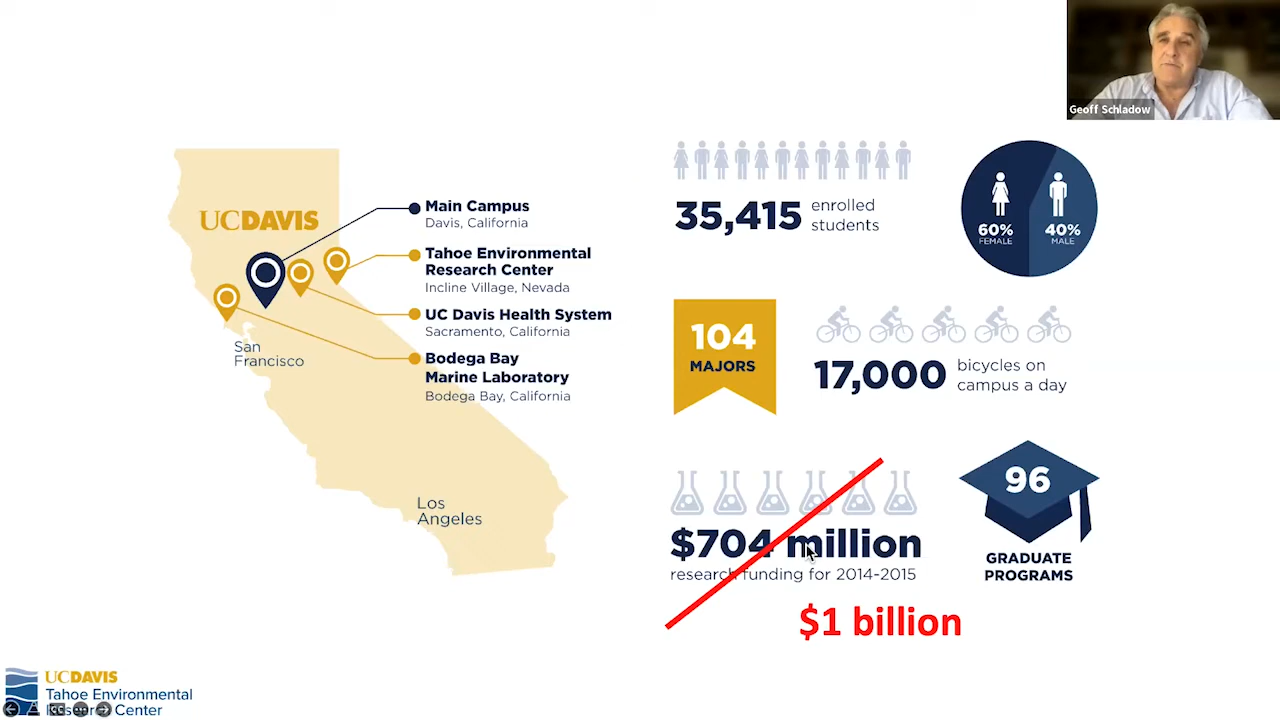 Geoff Schladow
UCDAVIS
Main Campus
Davis, California
Tahoe Environmental
Research Center
Incline Village, Nevada
UC Davis Health System
Sacramento, California
Bodega Bay
Marine Laboratory
Bodega Bay, California
San
Francisco
Los
Angeles
35,415
enrolled
students
60%
FEMALE
40%
MALE
104
MAJORS
17,000
bicycles on
campus a day
$704 million
research funding for 2014-2015
$1 billion
96
GRADUATE
PROGRAMS
UCDAVIS
Tahoe Environmental
Research Center